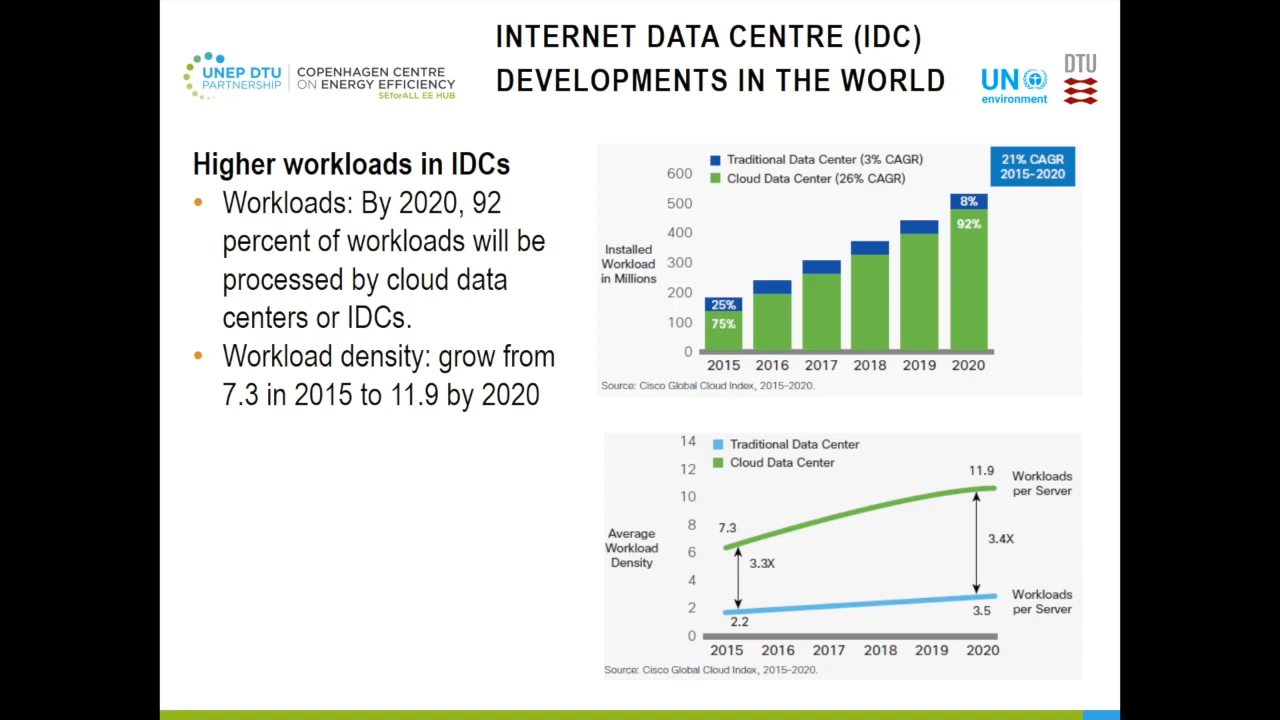 INTERNET DATA CENTRE (IDC)
DEVELOPMENTS IN THE WORLD
UNEP DTU
PARTNERSHIP
COPENHAGEN CENTRE
ON ENERGY EFFICIENCY
SEforALL EE HUB
UN
environment
DTU
Higher workloads in IDCs
• Workloads: By 2020, 92
percent of workloads will be
processed by cloud data
centers or IDCs.
• Workload density: grow from
7.3 in 2015 to 11.9 by 2020
Traditional Data Center (3% CAGR)
Cloud Data Center (26% CAGR)
21% CAGR
2015-2020
Installed
Workload
in Millions
600
500
400
300
200
100
0
25%
75%
8%
92%
2015 2016 2017 2018 2019 2020
Source: Cisco Global Cloud Index, 2015-2020.
Traditional Data Center
Cloud Data Center
Average
Workload
Density
14
12
10
8
6
4
2
0
7.3
3.3X
2.2
11.9
3.4X
3.5
Workloads
per Server
Workloads
per Server
2015 2016 2017 2018 2019 2020
Source: Cisco Global Cloud Index, 2015-2020.